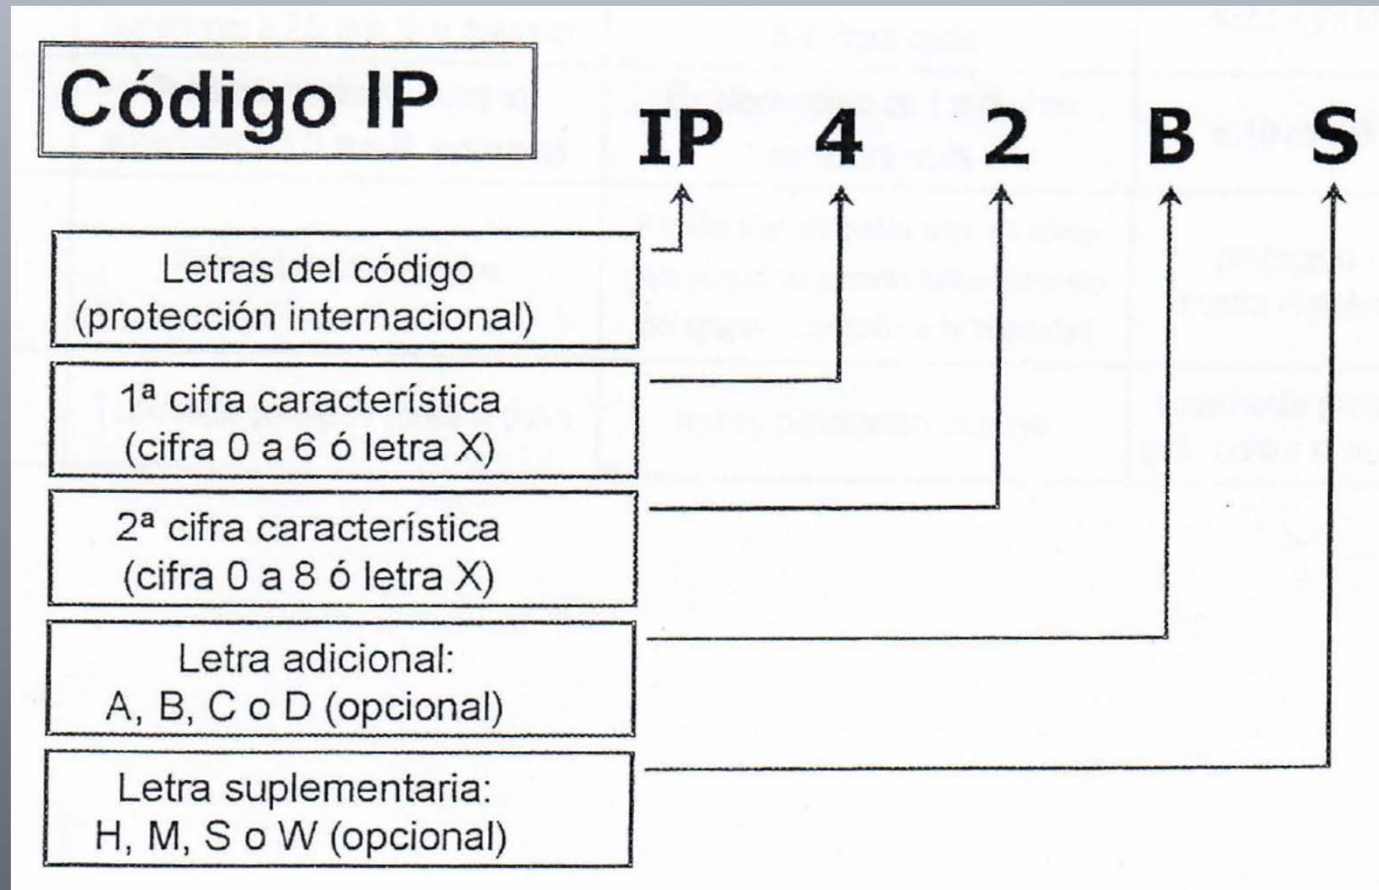 Código IP
IP 4 2 B S
Letras del código
(protección internacional)
1ª cifra característica
(cifra 0 a 6 ó letra X)
2ª cifra característica
(cifra 0 a 8 ó letra X)
Letra adicional:
A, B, C o D (opcional)
Letra suplementaria:
H, M, S o W (opcional)